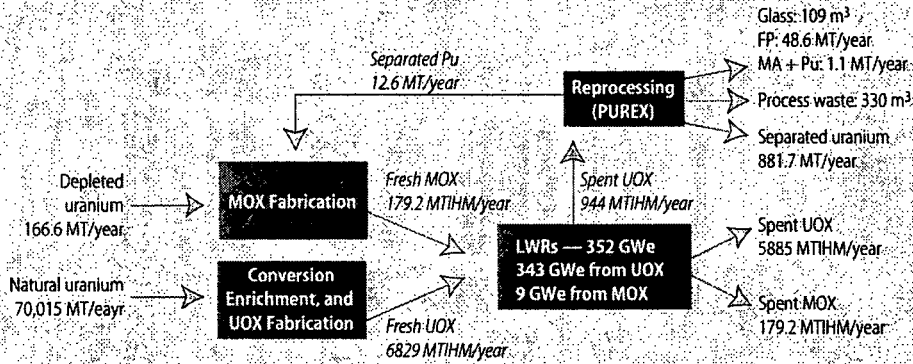 Glass: 109 m³
FP: 48.6 MT/year
MA + Pu: 1.1 MT/year
Separated Pu
12.6 MT/year
Reprocessing
(PUREX)
Process waste: 330 m³
Separated uranium
881.7 MT/year
Depleted
uranium
166.6 MT/year
MOX Fabrication
Fresh MOX
179.2 MTIHM/year
Spent UOX
944 MTIHM/year
LWRs — 352 GWe
343 GWe from UOX
9 GWe from MOX
Spent UOX
5885 MTIHM/year
Natural uranium
70,015 MT/eayr
Conversion
Enrichment, and
UOX Fabrication
Spent MOX
179.2 MTIHM/year
Fresh UOX
6829 MTIHM/year